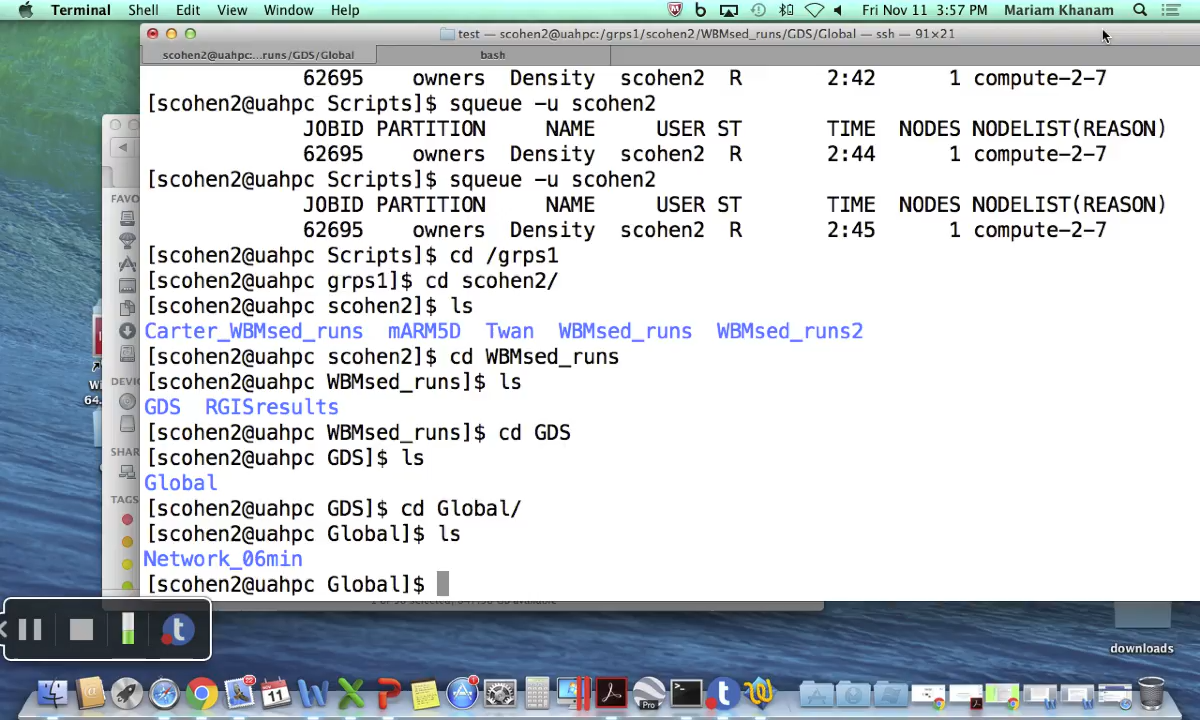 Terminal Shell Edit View Window Help Fri Nov 11 3:57 PM Mariam Khanam
test — scohen2@uahpc:/grps1/scohen2/WBMsed_runs/GDS/Global — ssh — 91×21
scohen2@uahpc:...runs/GDS/Global bash
62695 owners Density scohen2 R 2:42 1 compute-2-7
[scohen2@uahpc Scripts]$ squeue -u scohen2
JOBID PARTITION NAME USER ST TIME NODES NODELIST(REASON)
62695 owners Density scohen2 R 2:44 1 compute-2-7
[scohen2@uahpc Scripts]$ squeue -u scohen2
JOBID PARTITION NAME USER ST TIME NODES NODELIST(REASON)
62695 owners Density scohen2 R 2:45 1 compute-2-7
[scohen2@uahpc Scripts]$ cd /grps1
[scohen2@uahpc grps1]$ cd scohen2/
[scohen2@uahpc scohen2]$ ls
Carter_WBMsed_runs mARM5D Twan WBMsed_runs WBMsed_runs2
[scohen2@uahpc scohen2]$ cd WBMsed_runs
[scohen2@uahpc WBMsed_runs]$ ls
GDS RGISresults
[scohen2@uahpc WBMsed_runs]$ cd GDS
[scohen2@uahpc GDS]$ ls
Global
[scohen2@uahpc GDS]$ cd Global/
[scohen2@uahpc Global]$ ls
Network_06min
[scohen2@uahpc Global]$
FAVO
DEVIC
SHAR
TAGS
64.
downloads
Pro
11